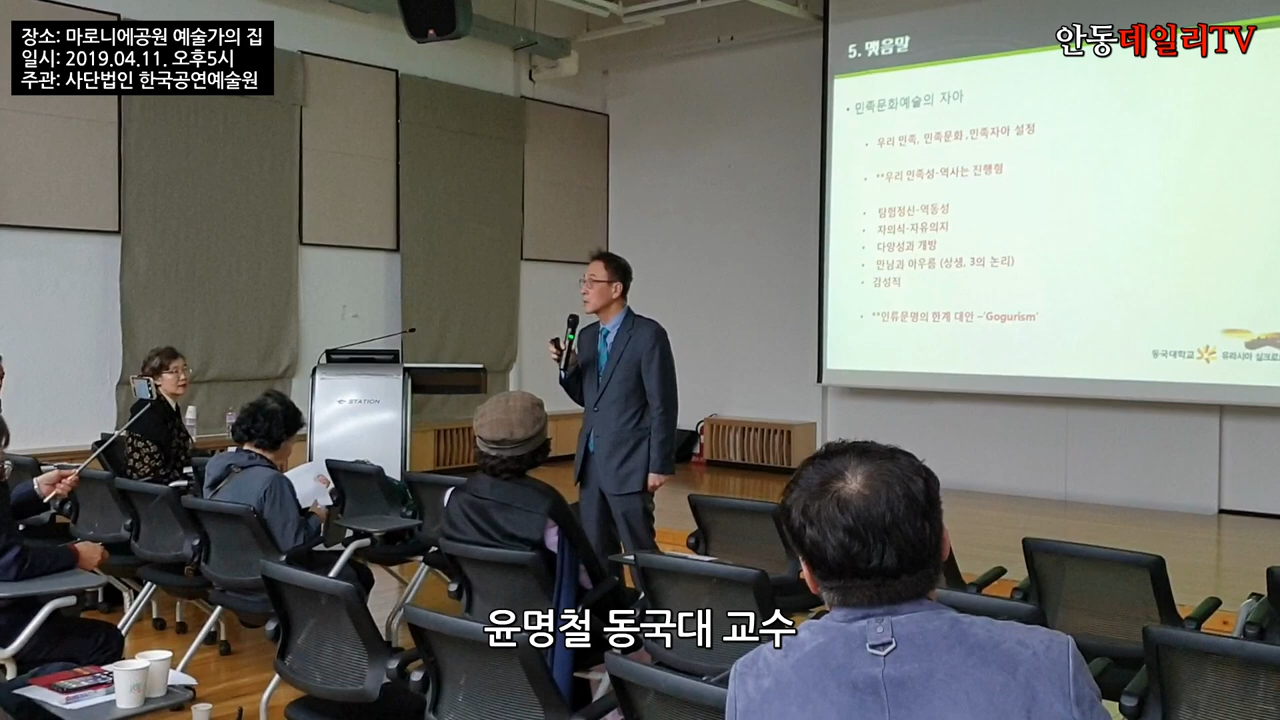 장소: 마로니에공원 예술가의 집
일시: 2019.04.11. 오후5시
주관: 사단법인 한국공연예술원
안동데일리TV
5. 맺음말
• 민족문화예술의 자아
• 우리 민족, 민족문화 ,민족자아 설정
• **우리 민족성-역사는 진행형
• 탐험정신-역동성
• 자의식-자유의지
• 다양성과 개방
• 만남과 아우름 (상생, 3의 논리)
• 감성적
• **인류문명의 한계 대안 –'Gogurism'
동국대학교 유라시아 실크로
STATION
윤명철 동국대 교수